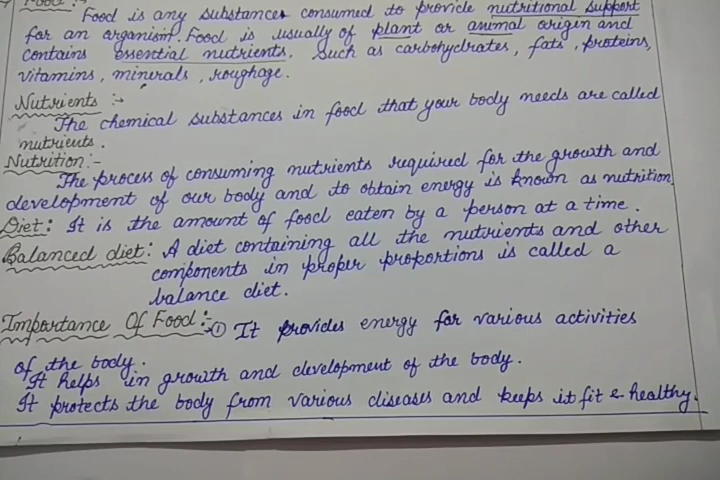 Food :-
Food is any substances consumed to provide nutritional support
for an organism. Food is usually of plant or animal origin and
contains essential nutrients. Such as carbohydrates, fats, proteins,
vitamins, minerals, roughage.
Nutrients :-
The chemical substances in food that your body needs are called
nutrients.
Nutrition:-
The process of consuming nutrients required for the growth and
development of our body and to obtain energy is known as nutrition.
Diet: It is the amount of food eaten by a person at a time.
Balanced diet: A diet containing all the nutrients and other
components in proper proportions is called a
balance diet.
Importance Of Food:- ① It provides energy for various activities
of the body.
It helps in growth and development of the body.
It protects the body from various diseases and keeps it fit & healthy.